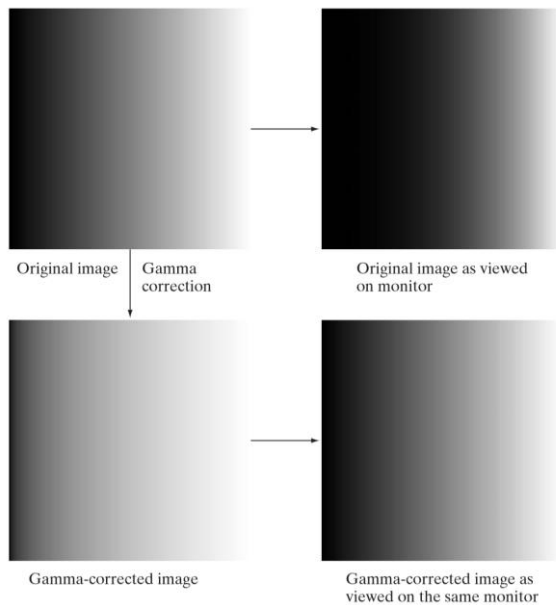 Original image
Gamma
correction
Original image as viewed
on monitor
Gamma-corrected image
Gamma-corrected image as
viewed on the same monitor